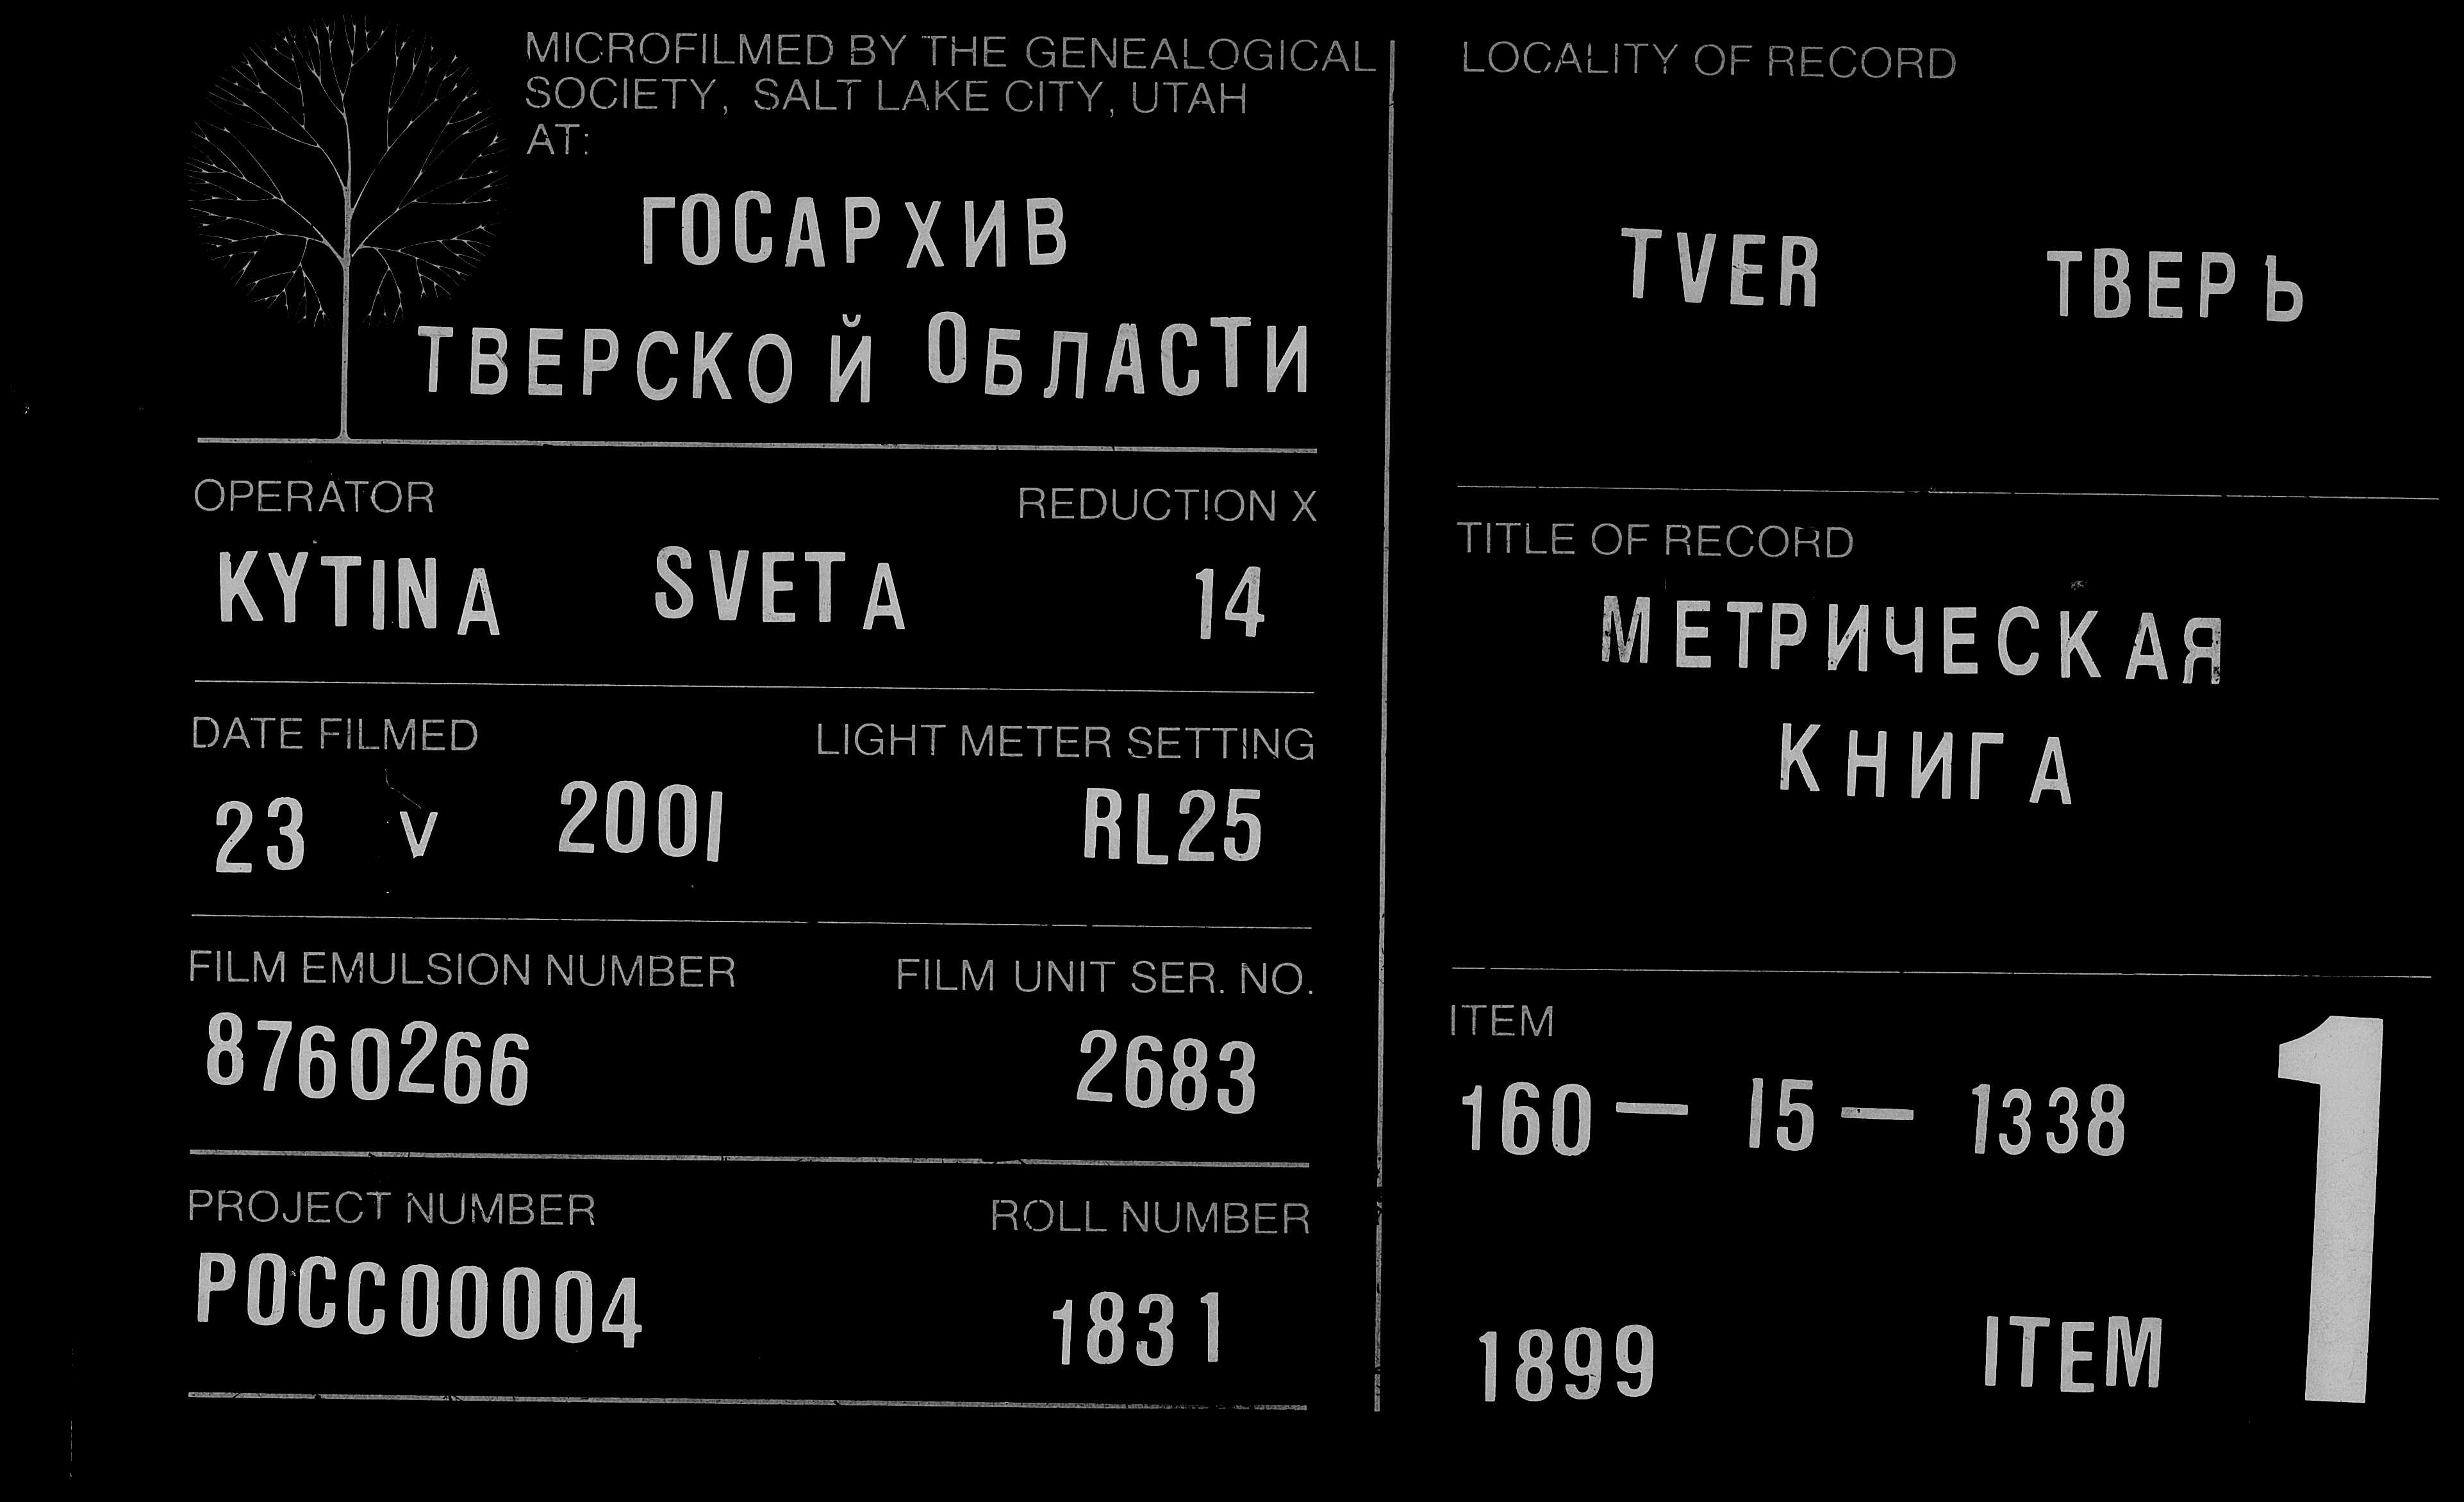 MICROFILMED BY THE GENEALOGICAL
SOCIETY, SALT LAKE CITY, UTAH
AT:
ГОСАРХИВ
ТВЕРСКОЙ ОБЛАСТИ
OPERATOR REDUCTION X
KYTINA SVETA 14
DATE FILMED LIGHT METER SETTING
23 V 2001 RL25
FILM EMULSION NUMBER FILM UNIT SER. NO.
8760266 2683
PROJECT NUMBER ROLL NUMBER
РОСС00004 1831
LOCALITY OF RECORD
TVER ТВЕРЬ
TITLE OF RECORD
МЕТРИЧЕСКАЯ
КНИГА
ITEM
160 — 15 — 1338
1899 ITEM 1